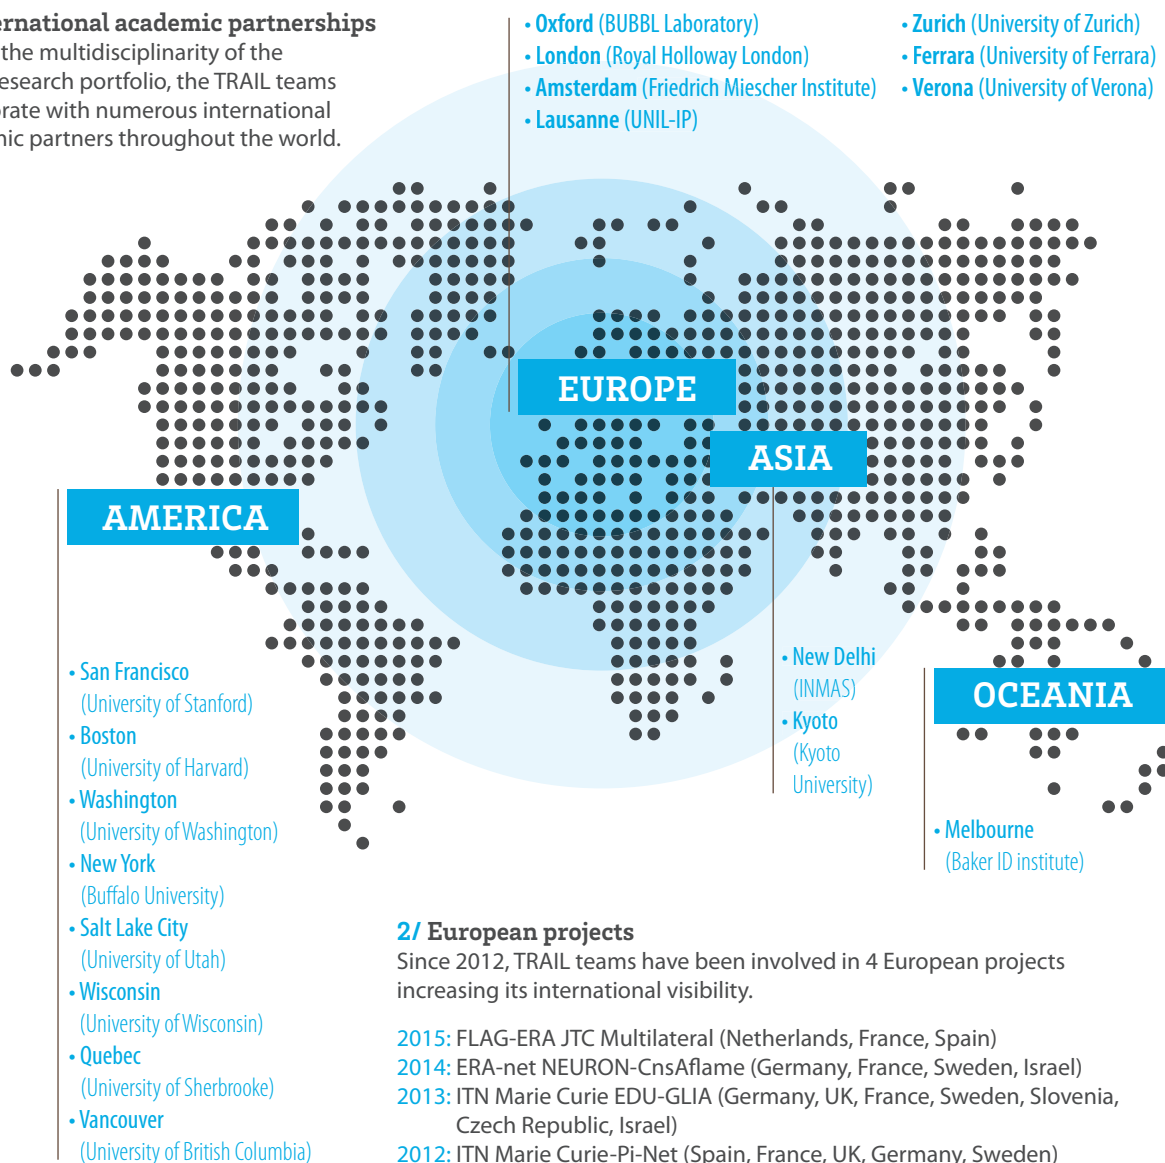 ernational academic partnerships
the multidisciplinarity of the
esearch portfolio, the TRAIL teams
orate with numerous international
nic partners throughout the world.
• Oxford (BUBBL Laboratory)
• London (Royal Holloway London)
• Amsterdam (Friedrich Miescher Institute)
• Lausanne (UNIL-IP)
• Zurich (University of Zurich)
• Ferrara (University of Ferrara)
• Verona (University of Verona)
EUROPE
ASIA
AMERICA
• San Francisco
(University of Stanford)
• Boston
(University of Harvard)
• Washington
(University of Washington)
• New York
(Buffalo University)
• Salt Lake City
(University of Utah)
• Wisconsin
(University of Wisconsin)
• Quebec
(University of Sherbrooke)
• Vancouver
(University of British Columbia)
• New Delhi
(INMAS)
• Kyoto
(Kyoto
University)
OCEANIA
• Melbourne
(Baker ID institute)
2/ European projects
Since 2012, TRAIL teams have been involved in 4 European projects
increasing its international visibility.
2015: FLAG-ERA JTC Multilateral (Netherlands, France, Spain)
2014: ERA-net NEURON-CnsAflame (Germany, France, Sweden, Israel)
2013: ITN Marie Curie EDU-GLIA (Germany, UK, France, Sweden, Slovenia,
Czech Republic, Israel)
2012: ITN Marie Curie-Pi-Net (Spain, France, UK, Germany, Sweden)